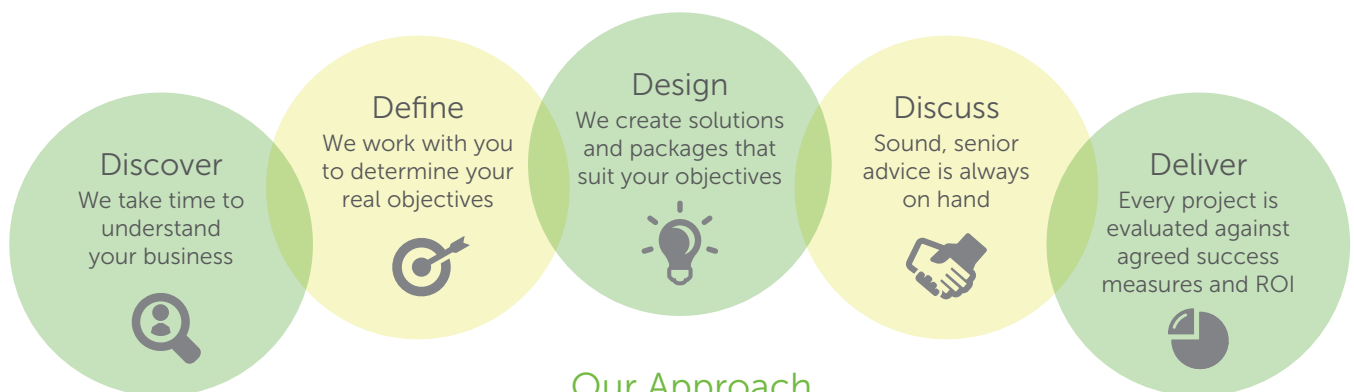 Discover
We take time to
understand
your business
Define
We work with you
to determine your
real objectives
Design
We create solutions
and packages that
suit your objectives
Discuss
Sound, senior
advice is always
on hand
Deliver
Every project is
evaluated against
agreed success
measures and ROI
Our Approach